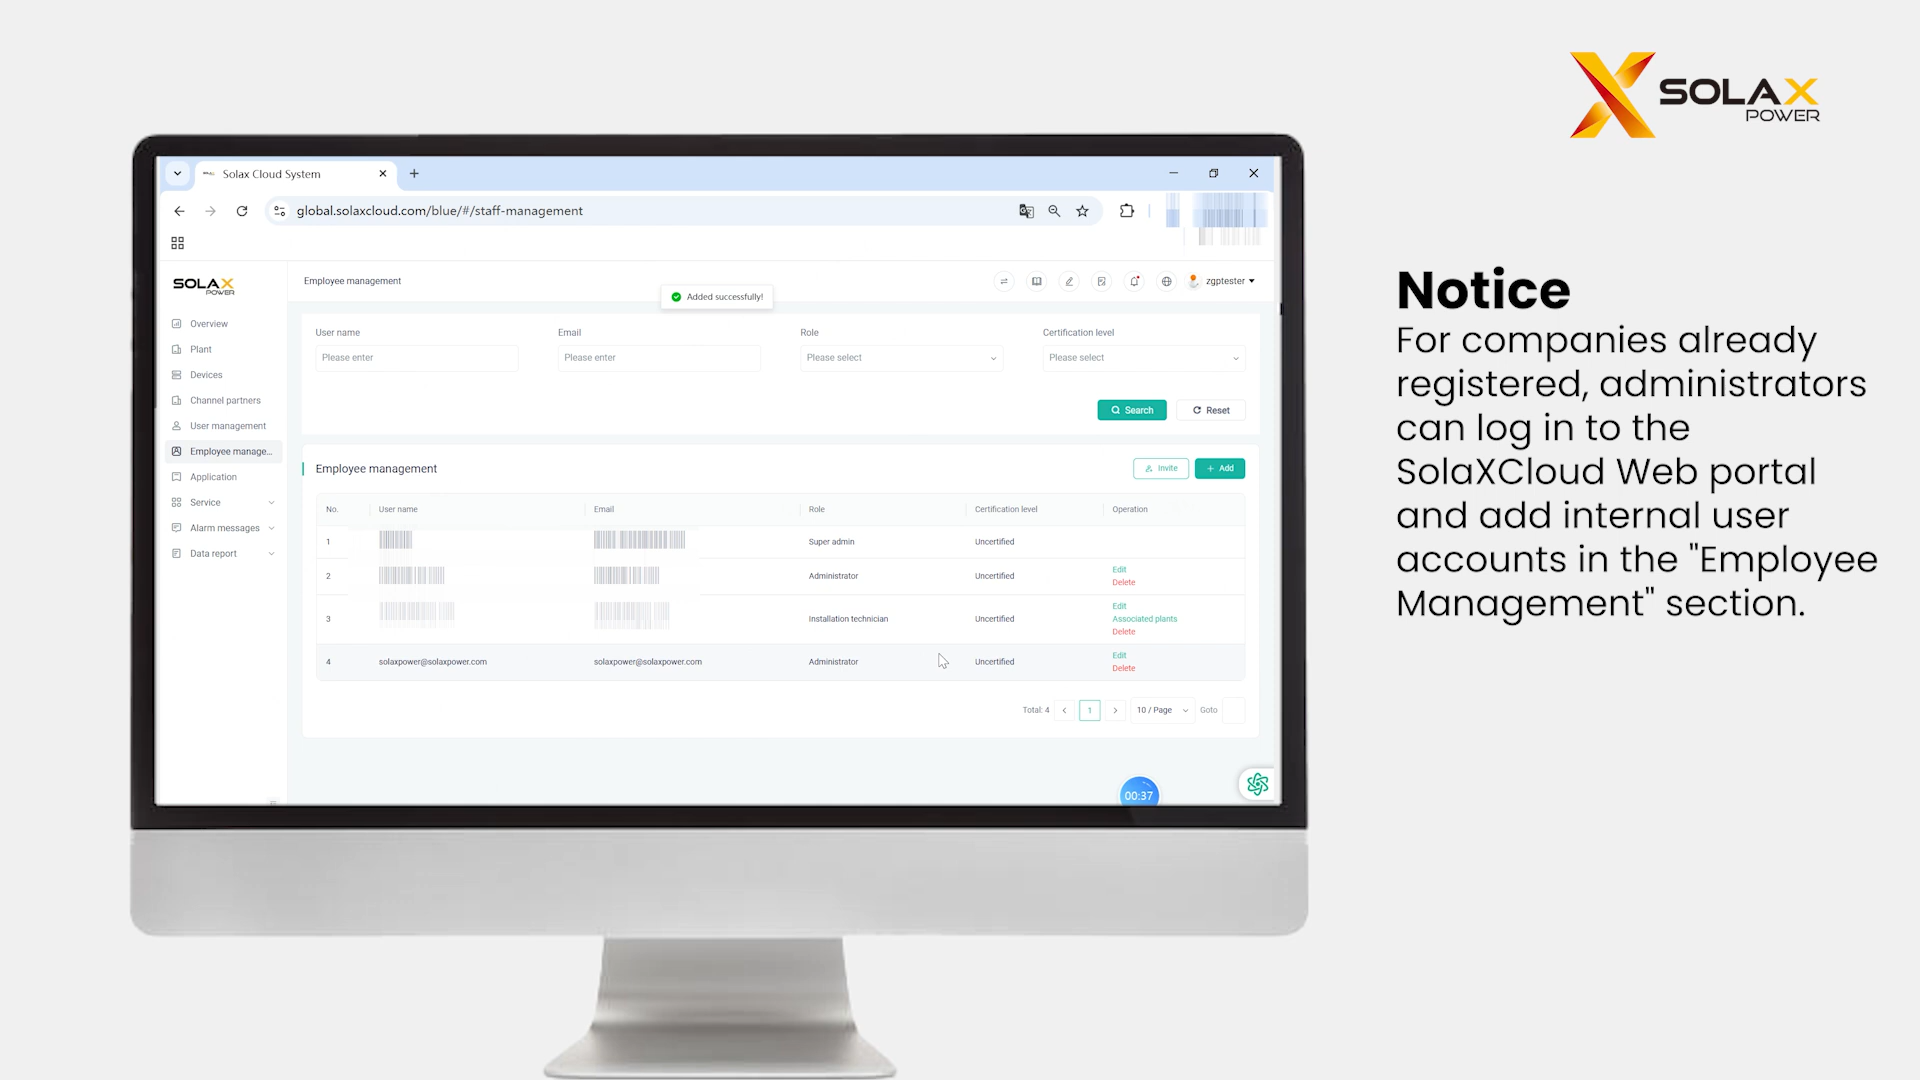 SOLAX
POWER
Solax Cloud System
global.solaxcloud.com/blue/#/staff-management
SOLAX
POWER
Employee management
Added successfully!
zgptester
Overview
Plant
Devices
Channel partners
User management
Employee manage...
Application
Service
Alarm messages
Data report
User name
Email
Role
Certification level
Please enter
Please enter
Please select
Please select
Search
Reset
Employee management
Invite
+ Add
No. User name Email Role Certification level Operation
1 Super admin Uncertified
2 Administrator Uncertified Edit
Delete
3 Installation technician Uncertified Edit
Associated plants
Delete
4 solaxpower@solaxpower.com solaxpower@solaxpower.com Administrator Uncertified Edit
Delete
Total: 4 < 1 > 10 / Page Goto
00:37
Notice
For companies already
registered, administrators
can log in to the
SolaXCloud Web portal
and add internal user
accounts in the "Employee
Management" section.